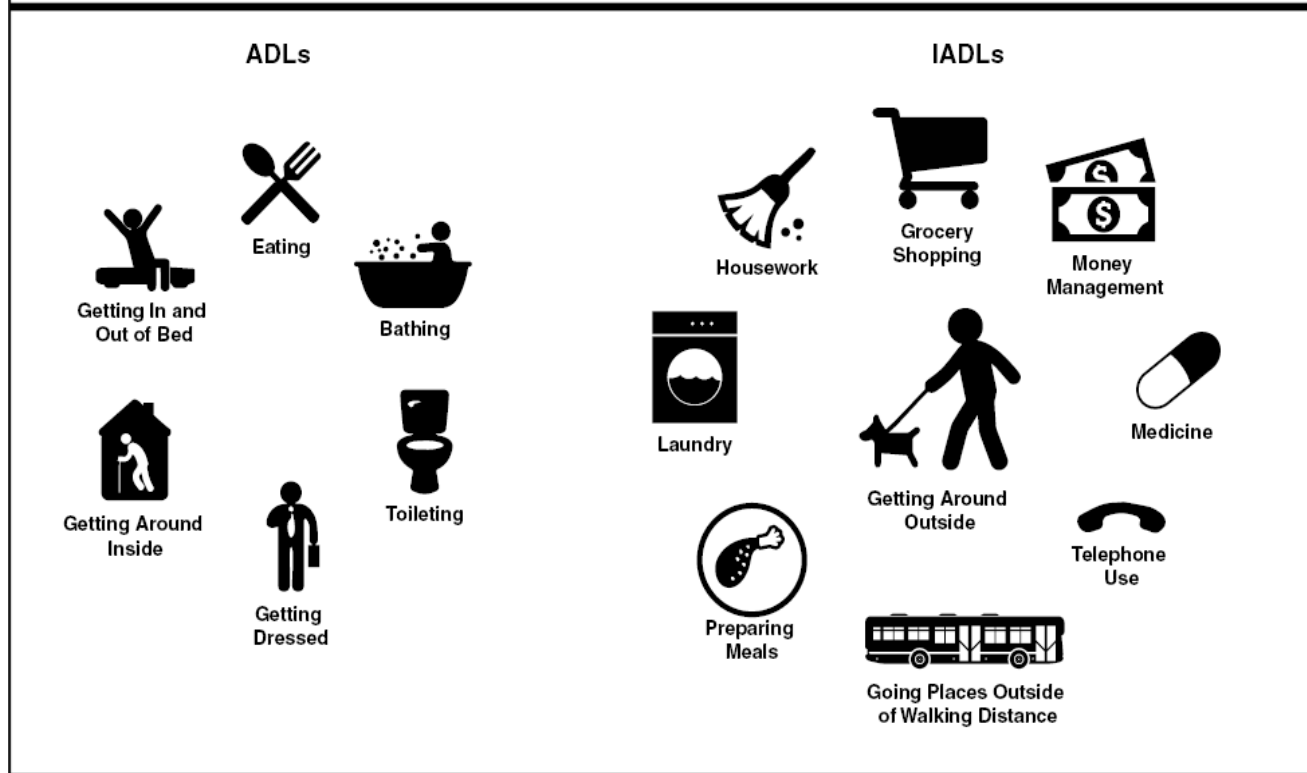 ADLs
Eating
Getting In and
Out of Bed
Bathing
Getting Around
Inside
Toileting
Getting
Dressed
IADLs
Housework
Grocery
Shopping
Money
Management
Laundry
Getting Around
Outside
Medicine
Preparing
Meals
Telephone
Use
Going Places Outside
of Walking Distance